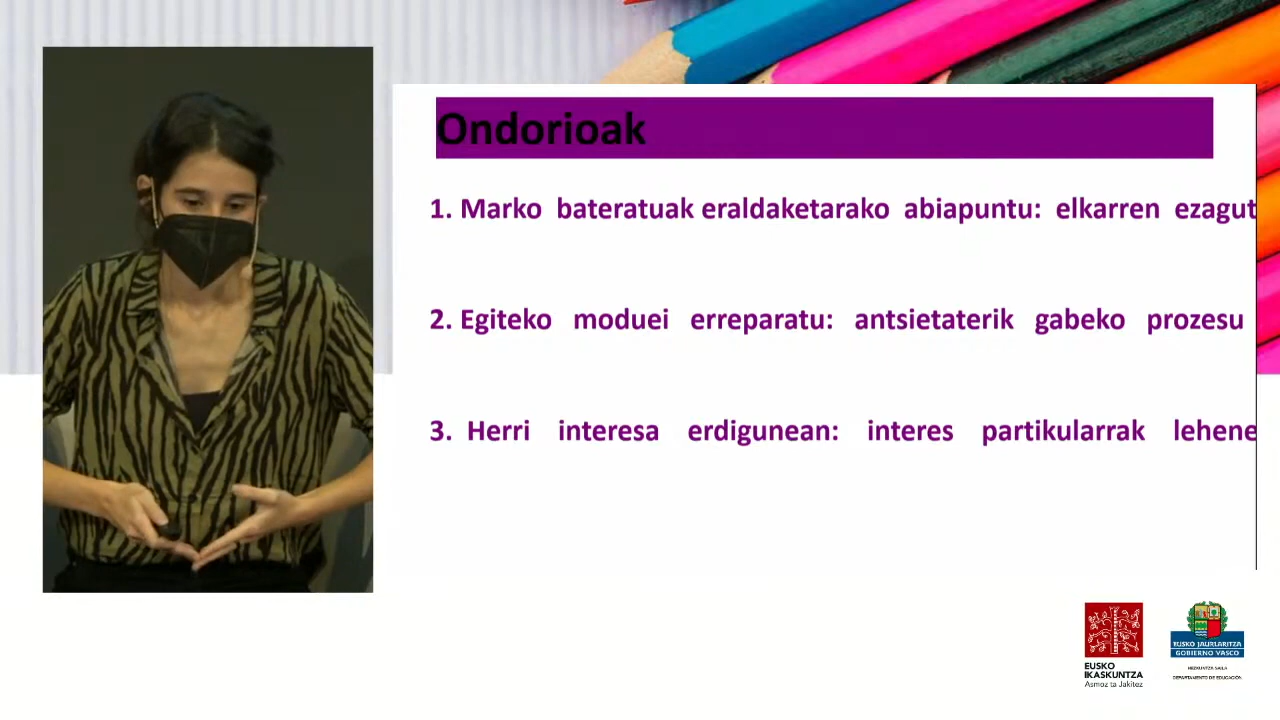 Ondorioak
1. Marko bateratuak eraldaketarako abiapuntu: elkarren ezagut
2. Egiteko moduei erreparatu: antsietaterik gabeko prozesu
3. Herri interesa erdigunean: interes partikularrak lehene
EUSKO
IKASKUNTZA
Asmoz ta Jakitez
EUSKO JAURLARITZA
GOBIERNO VASCO
HEZKUNTZA SAILA
DEPARTAMENTO DE EDUCACIÓN